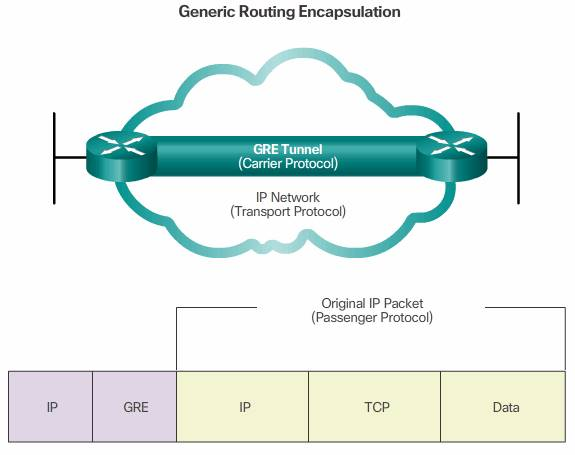 Generic Routing Encapsulation
GRE Tunnel
(Carrier Protocol)
IP Network
(Transport Protocol)
Original IP Packet
(Passenger Protocol)
IP GRE IP TCP Data